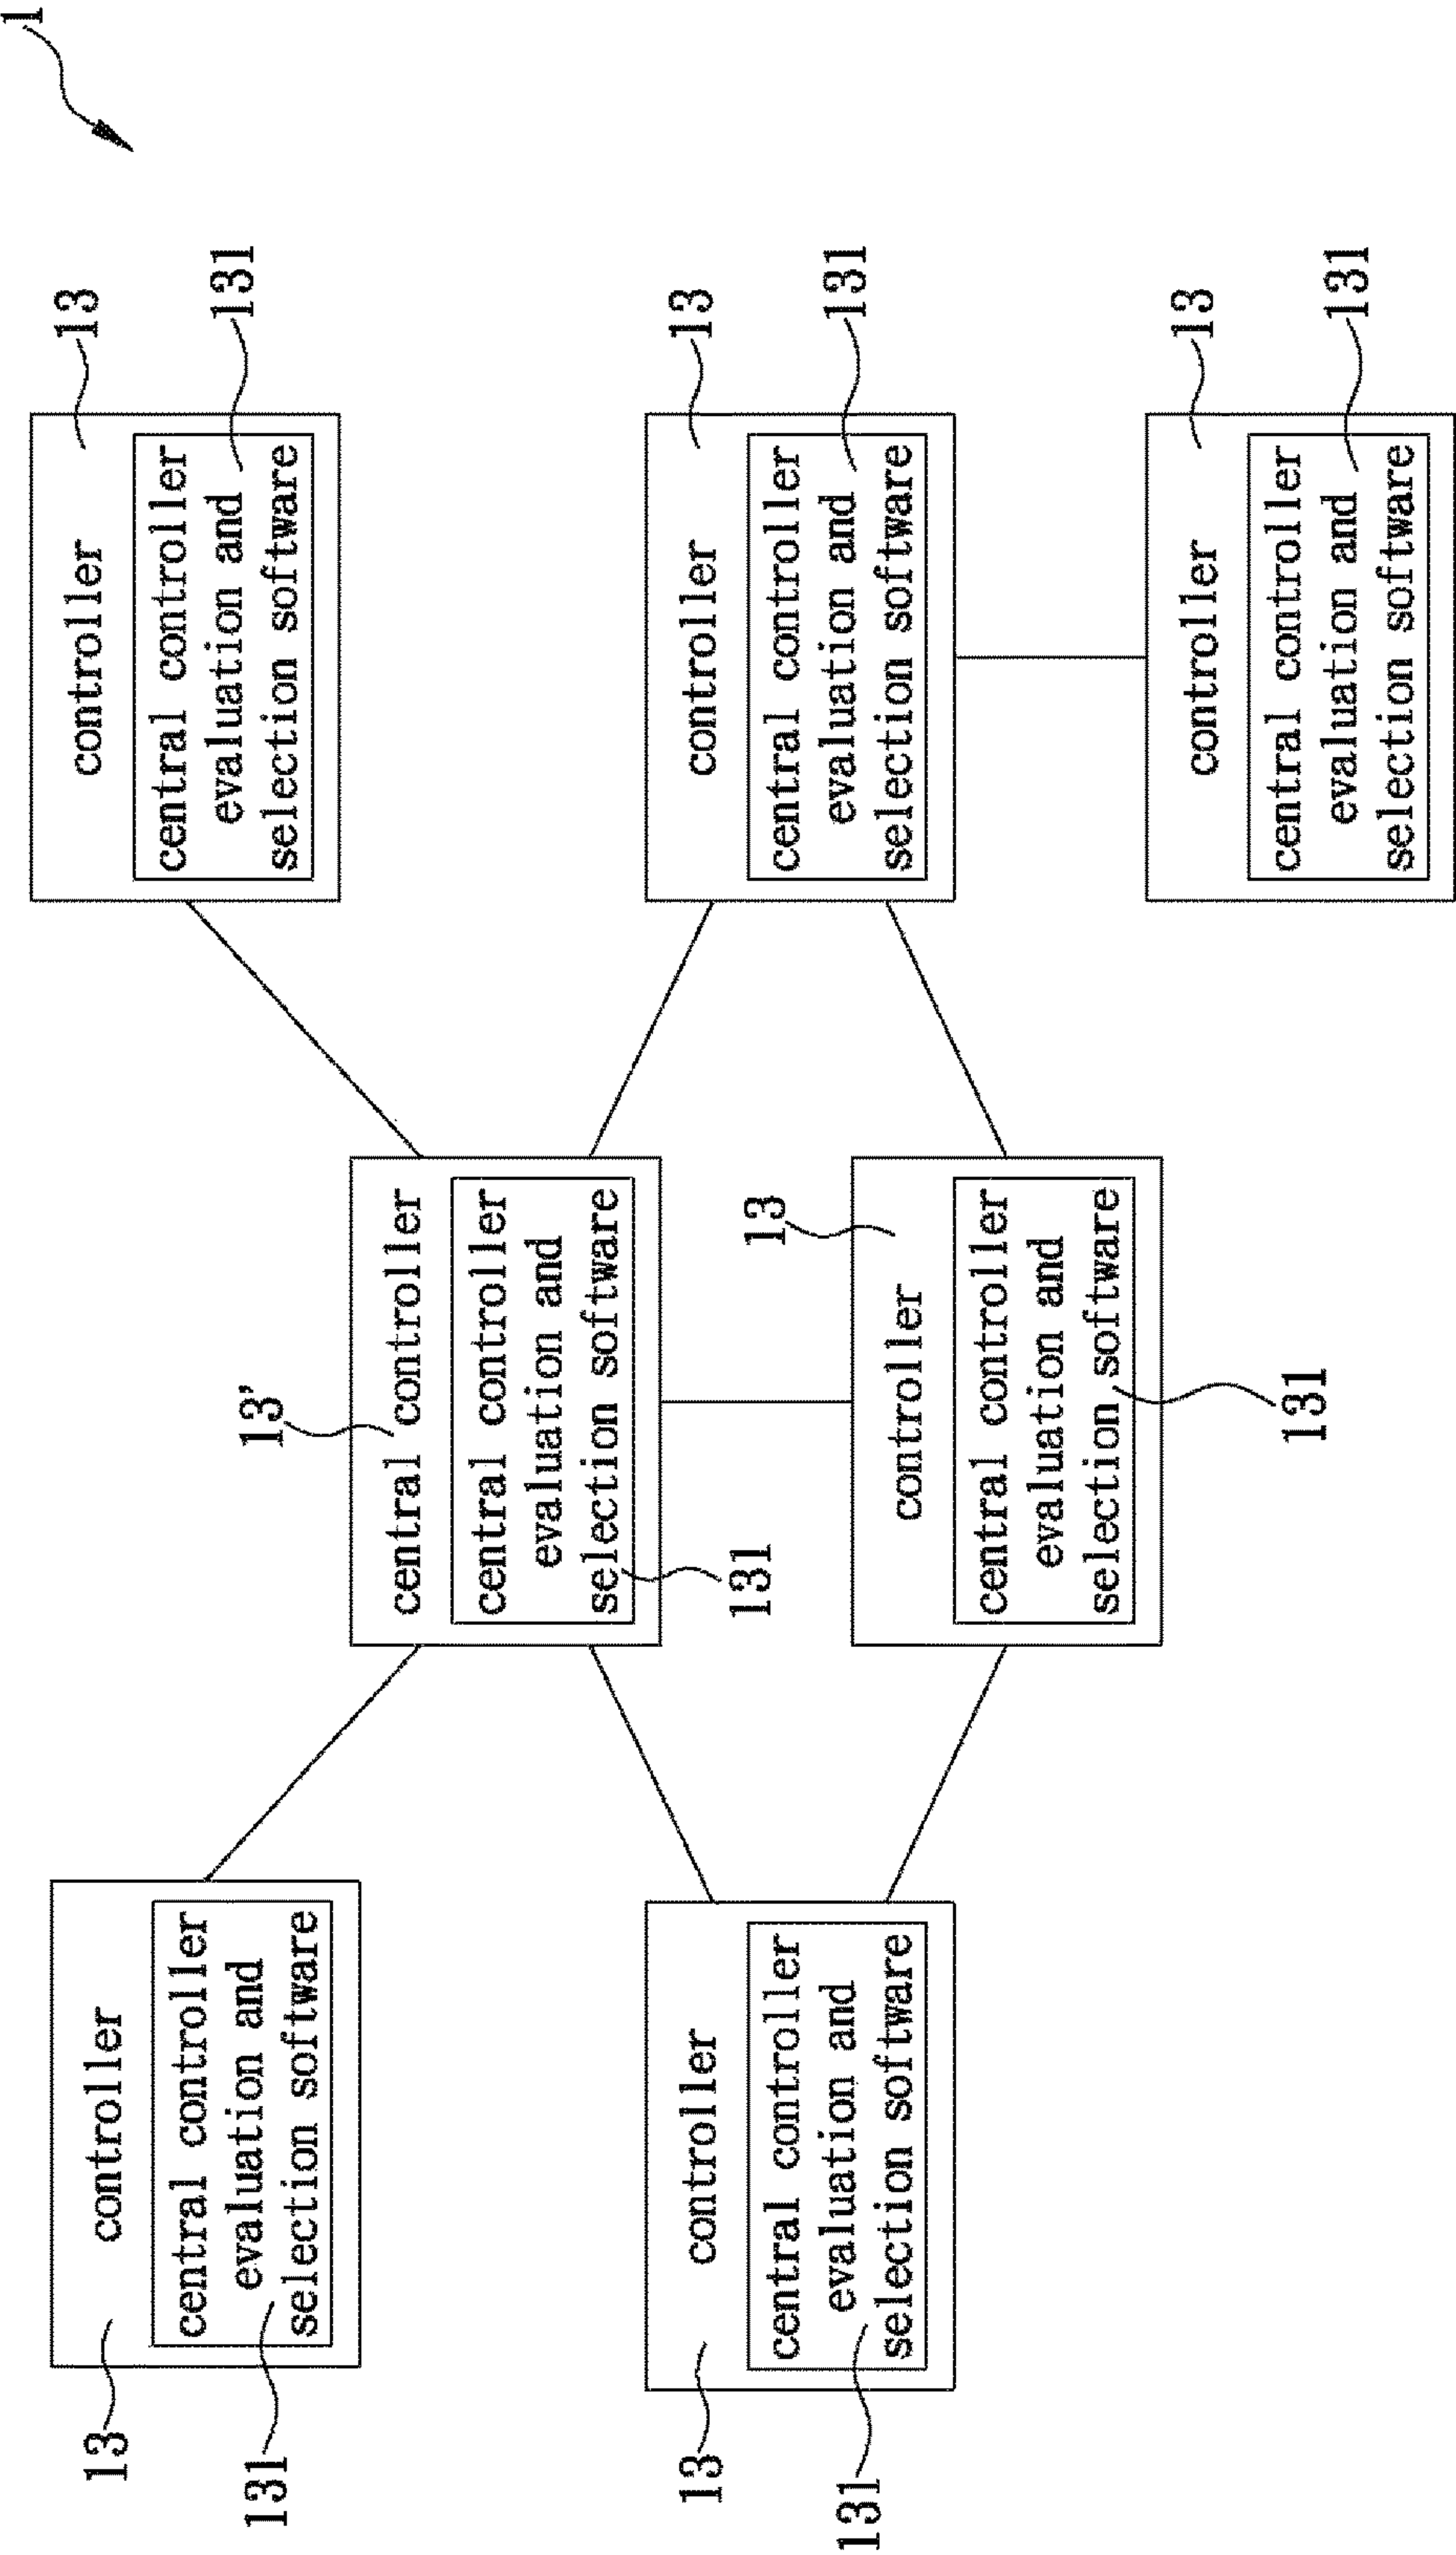 1
13
controller
central controller
evaluation and
selection software
131
controller
13
central controller
evaluation and
selection software
131
13'
central controller
central controller
evaluation and
selection software
131
13
controller
central controller
evaluation and
selection software
131
controller
13
central controller
evaluation and
selection software
131
13
controller
central controller
evaluation and
selection software
131
controller
13
central controller
evaluation and
selection software
131